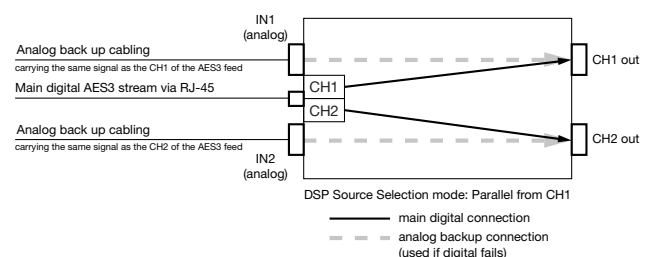 IN1
(analog)
Analog back up cabling
carrying the same signal as the CH1 of the AES3 feed
CH1 out
Main digital AES3 stream via RJ-45
CH1
CH2
Analog back up cabling
carrying the same signal as the CH2 of the AES3 feed
CH2 out
IN2
(analog)
DSP Source Selection mode: Parallel from CH1
main digital connection
analog backup connection
(used if digital fails)